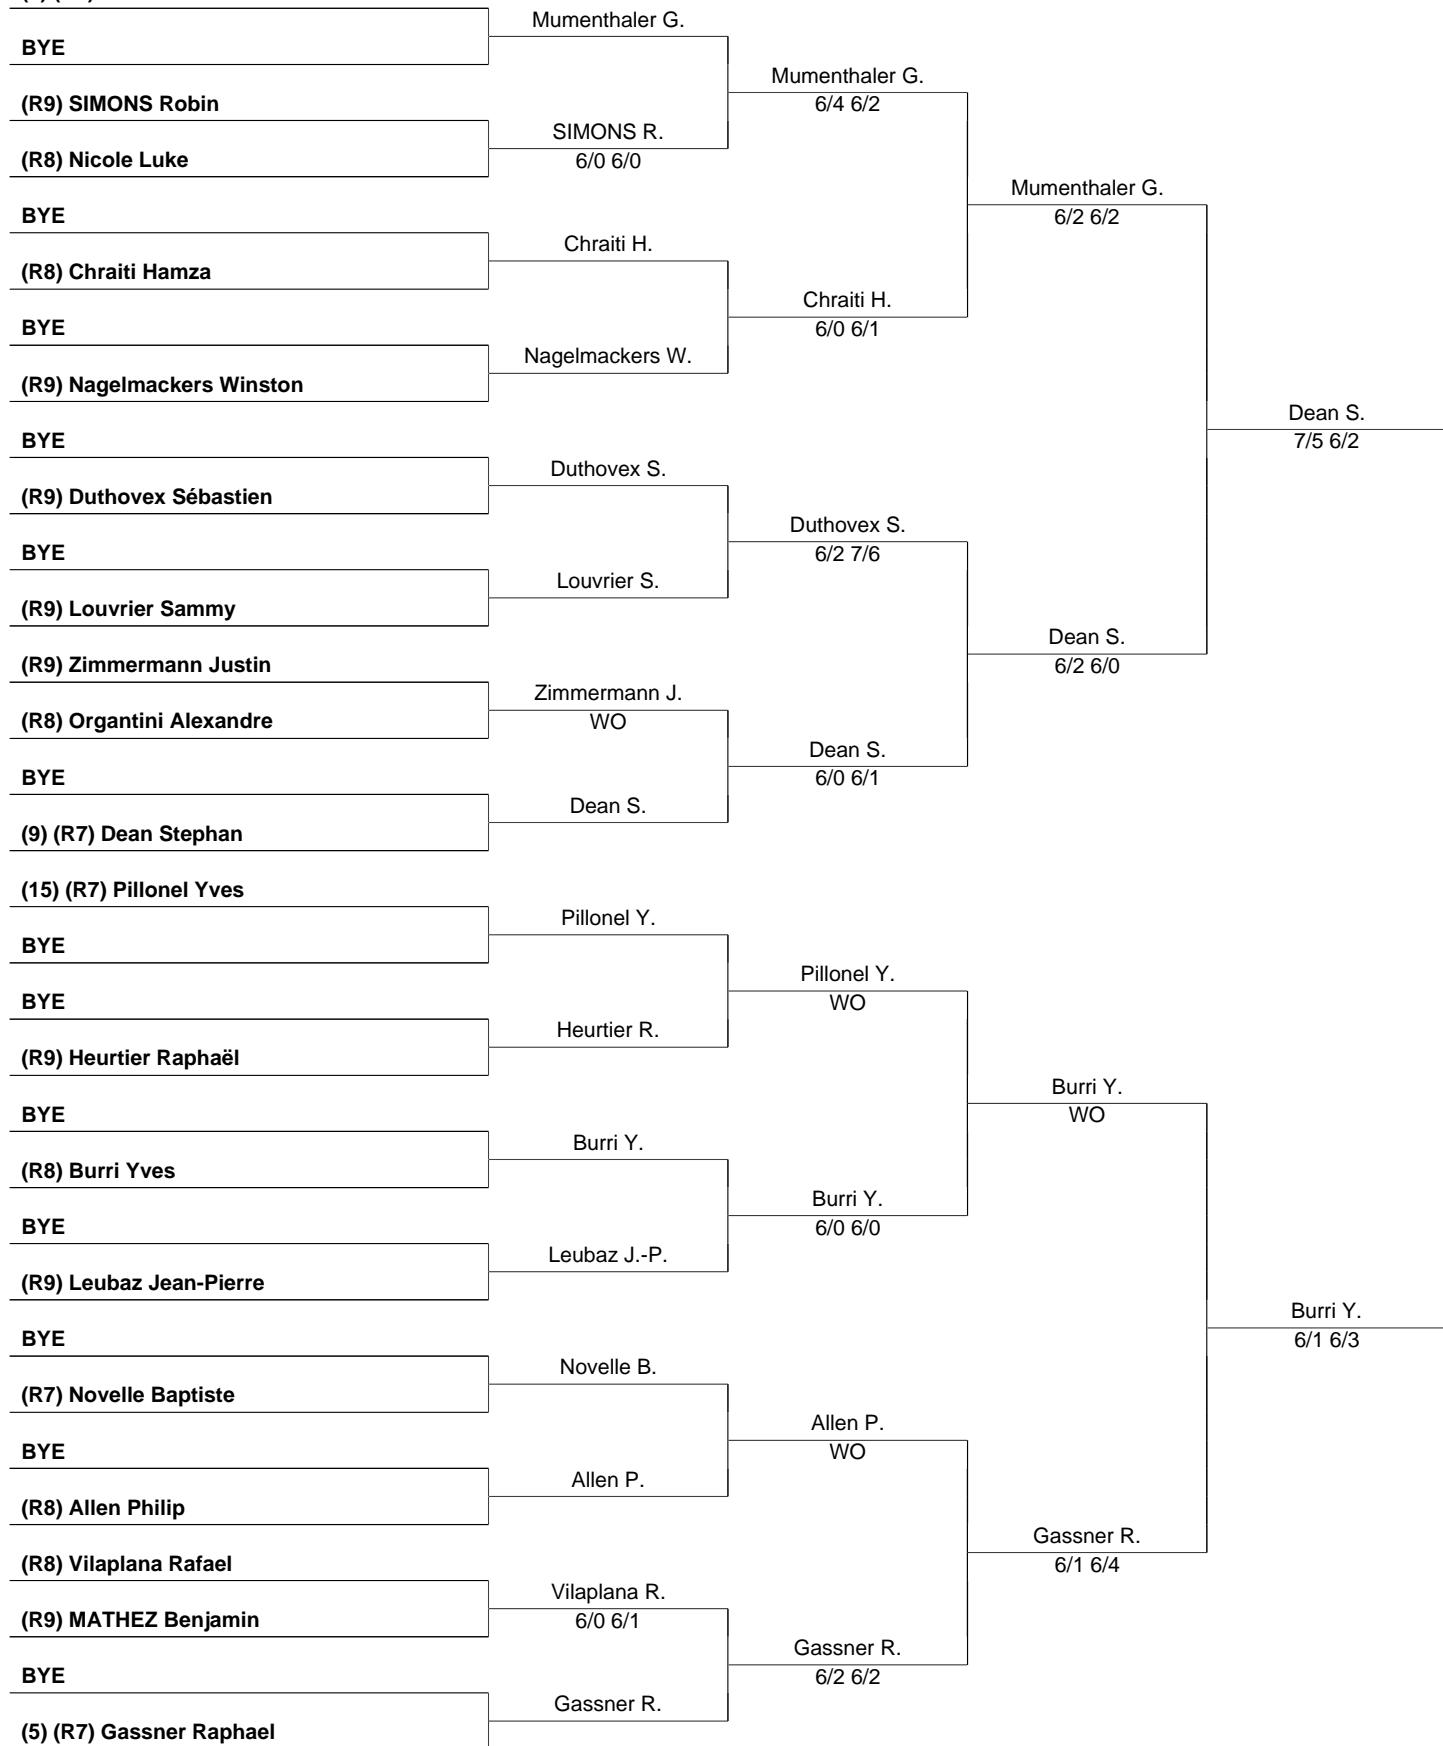 BYE
(R9) SIMONS Robin
(R8) Nicole Luke
BYE
(R8) Chraiti Hamza
BYE
(R9) Nagelmackers Winston
BYE
(R9) Duthovex Sébastien
BYE
(R9) Louvrier Sammy
(R9) Zimmermann Justin
(R8) Organtini Alexandre
BYE
(9) (R7) Dean Stephan
(15) (R7) Pillonel Yves
BYE
BYE
(R9) Heurtier Raphaël
BYE
(R8) Burri Yves
BYE
(R9) Leubaz Jean-Pierre
BYE
(R7) Novelle Baptiste
BYE
(R8) Allen Philip
(R8) Vilaplana Rafael
(R9) MATHEZ Benjamin
BYE
(5) (R7) Gassner Raphael
Mumenthaler G.
SIMONS R.
6/0 6/0
Chraiti H.
Nagelmackers W.
Duthovex S.
Louvrier S.
Zimmermann J.
WO
Dean S.
Pillonel Y.
Heurtier R.
Burri Y.
Leubaz J.-P.
Novelle B.
Allen P.
Vilaplana R.
6/0 6/1
Gassner R.
Mumenthaler G.
6/4 6/2
Chraiti H.
6/0 6/1
Duthovex S.
6/2 7/6
Dean S.
6/0 6/1
Pillonel Y.
WO
Burri Y.
6/0 6/0
Allen P.
WO
Gassner R.
6/2 6/2
Mumenthaler G.
6/2 6/2
Dean S.
6/2 6/0
Burri Y.
WO
Gassner R.
6/1 6/4
Dean S.
7/5 6/2
Burri Y.
6/1 6/3